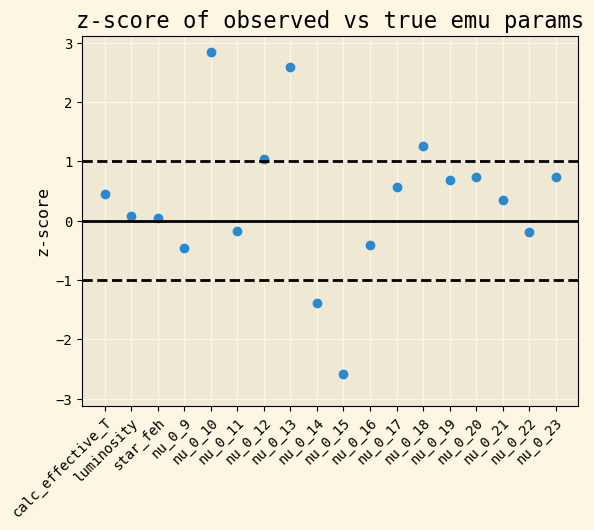 z-score of observed vs true emu params
z-score
3
2
1
0
−1
−2
−3
calc_effective_T
luminosity
star_feh
nu_0_9
nu_0_10
nu_0_11
nu_0_12
nu_0_13
nu_0_14
nu_0_15
nu_0_16
nu_0_17
nu_0_18
nu_0_19
nu_0_20
nu_0_21
nu_0_22
nu_0_23